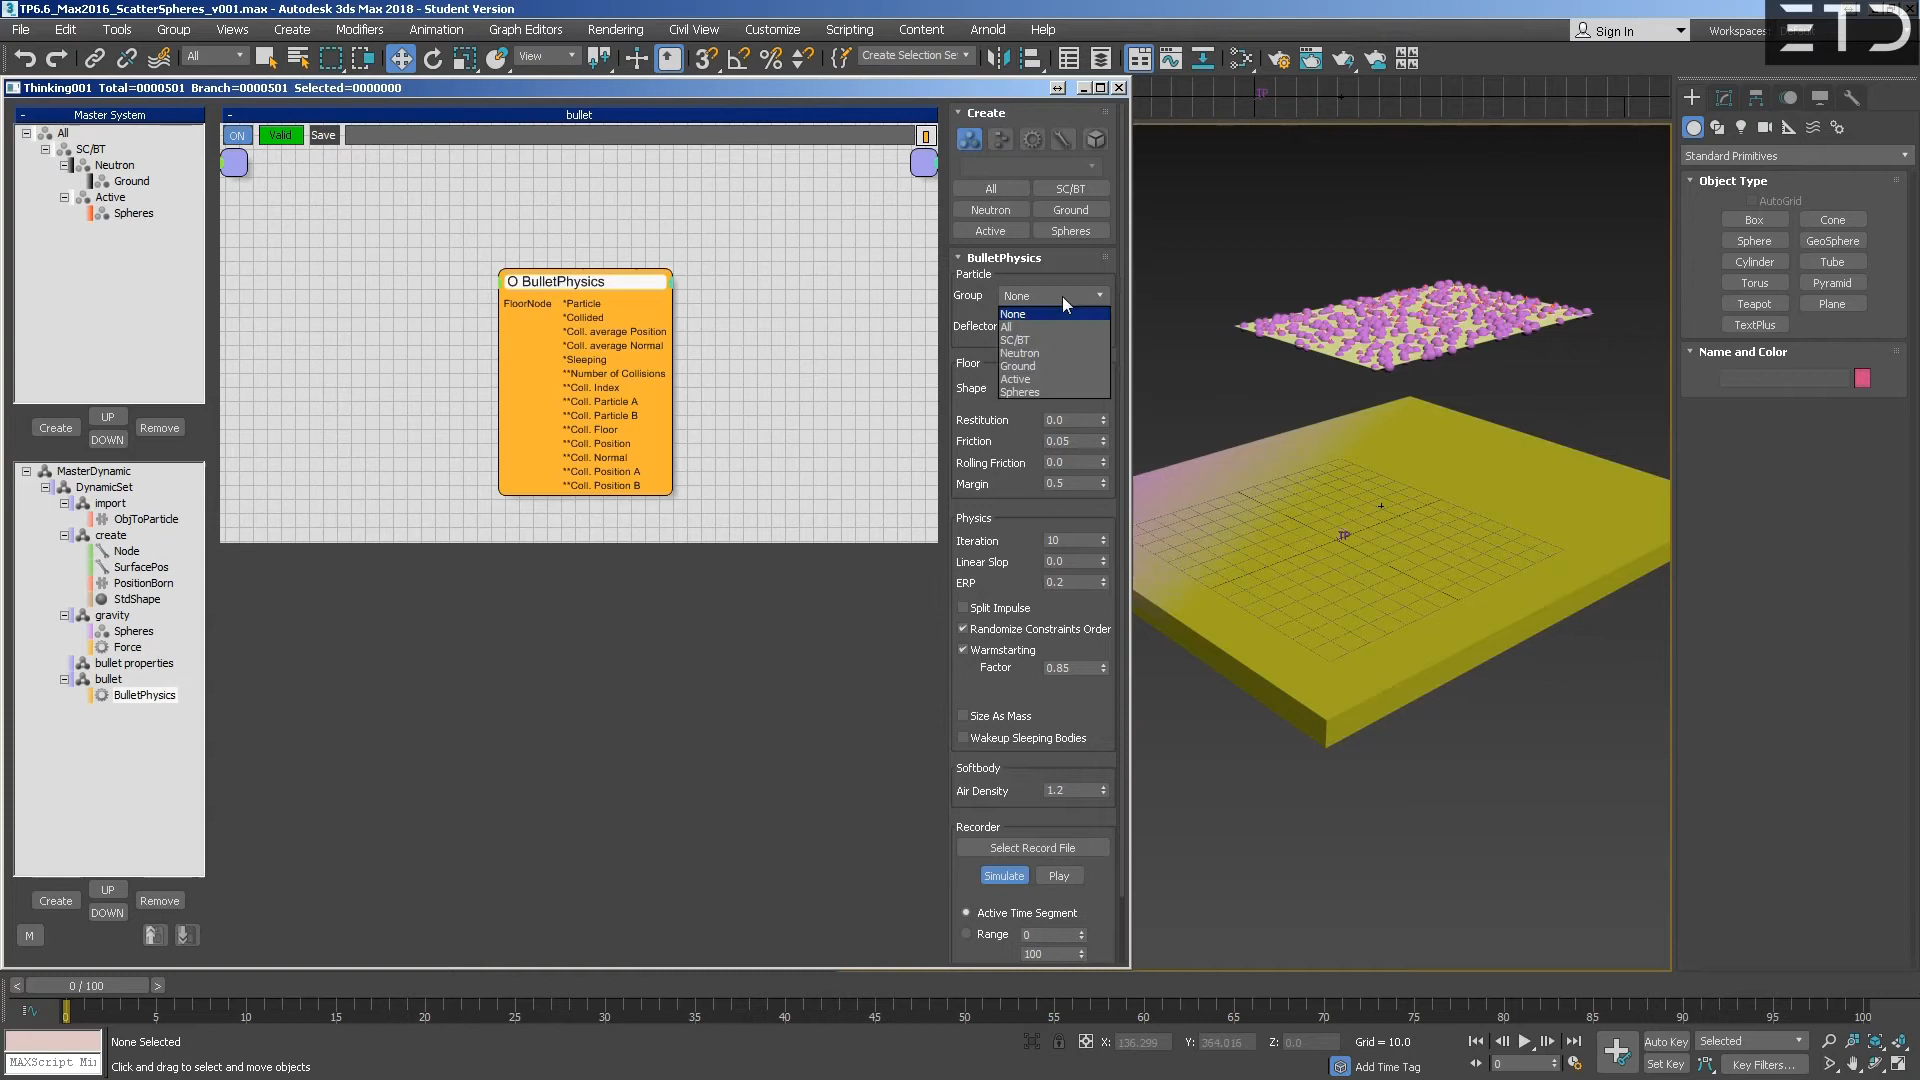 TP6.6_Max2016_ScatterSpheres_v001.max - Autodesk 3ds Max 2018 - Student Version
File Edit Tools Group Views Create Modifiers Animation Graph Editors Rendering Civil View Customize Scripting Content Arnold Help
Sign In
Workspaces:
ETD
All
View
Create Selection Se
Thinking001 Total=0000501 Branch=0000501 Selected=0000000
Master System
All
SC/BT
Neutron
Ground
Active
Spheres
Create
UP
DOWN
Remove
MasterDynamic
DynamicSet
import
ObjToParticle
create
Node
SurfacePos
PositionBorn
StdShape
gravity
Spheres
Force
bullet properties
bullet
BulletPhysics
Create
UP
DOWN
Remove
M
bullet
ON
Valid
Save
O BulletPhysics
FloorNode *Particle
*Collided
*Coll. average Position
*Coll. average Normal
*Sleeping
**Number of Collisions
**Coll. Index
**Coll. Particle A
**Coll. Particle B
**Coll. Floor
**Coll. Position
**Coll. Normal
**Coll. Position A
**Coll. Position B
Create
All SC/BT
Neutron Ground
Active Spheres
BulletPhysics
Particle
Group None
None
All
SC/BT
Neutron
Ground
Active
Spheres
Deflector
Floor
Shape
Restitution 0.0
Friction 0.05
Rolling Friction 0.0
Margin 0.5
Physics
Iteration 10
Linear Slop 0.0
ERP 0.2
Split Impulse
Randomize Constraints Order
Warmstarting
Factor 0.85
Size As Mass
Wakeup Sleeping Bodies
Softbody
Air Density 1.2
Recorder
Select Record File
Simulate Play
Active Time Segment
Range 0
100
TP
TP
Standard Primitives
Object Type
AutoGrid
Box Cone
Sphere GeoSphere
Cylinder Tube
Torus Pyramid
Teapot Plane
TextPlus
Name and Color
< 0 / 100 >
0 5 10 15 20 25 30 35 40 45 50 55 60 65 70 75 80 85 90 95 100
None Selected
MAXScript Mi
Click and drag to select and move objects
X: 136.299 Y: 264.016 Z: 0.0 Grid = 10.0
Add Time Tag
0
Auto Key Selected
Set Key Key Filters...